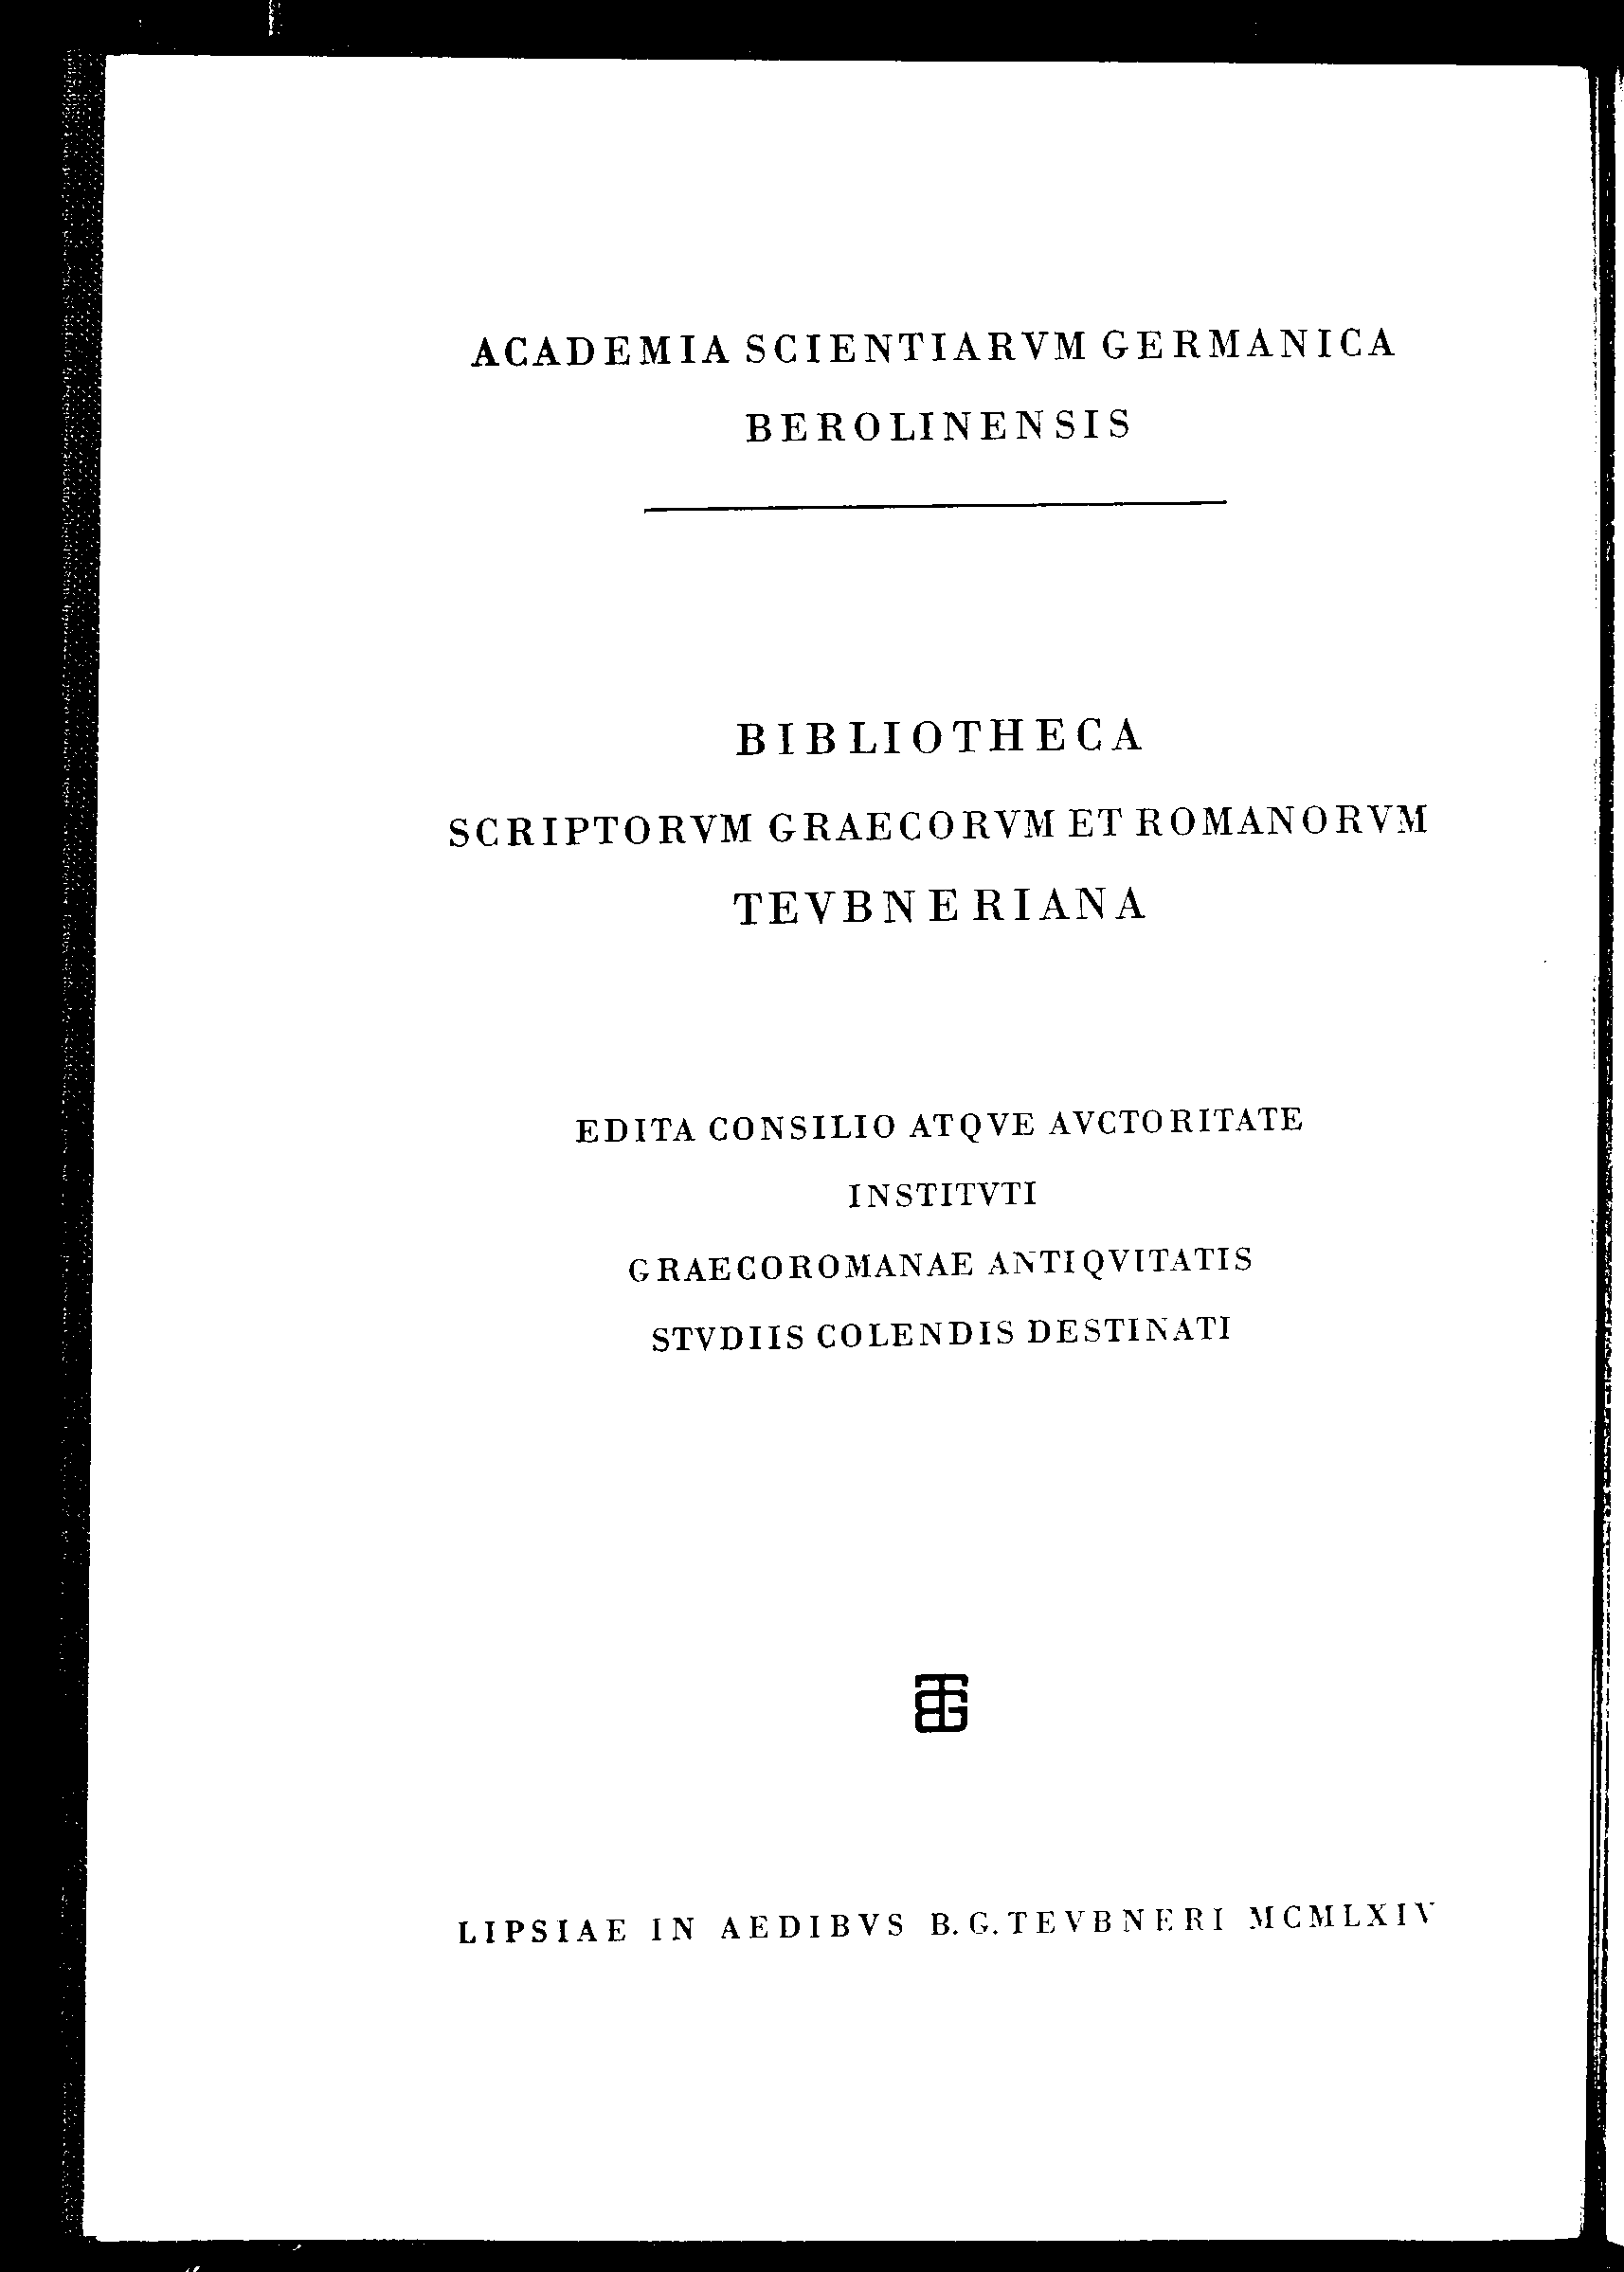 ACADEMIA SCIENTIARVM GERMANICA
BEROLINENSIS
BIBLIOTHECA
SCRIPTORVM GRAECORVM ET ROMANORVM
TEVBNERIANA
EDITA CONSILIO ATQVE AVCTORITATE
INSTITVTI
GRAECOROMANAE ANTIQVITATIS
STVDIIS COLENDIS DESTINATI
LIPSIAE IN AEDIBVS B. G. TEVBNERI MCMLXIV